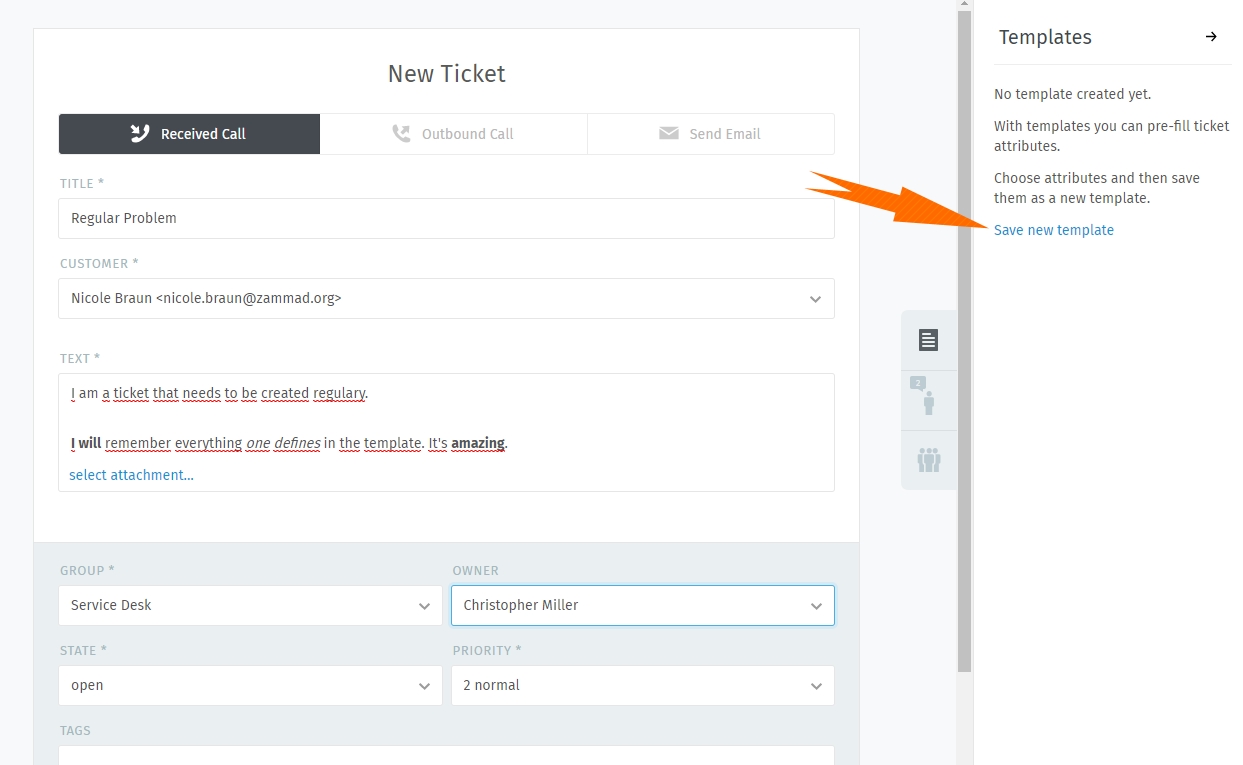 New Ticket
Received Call
Outbound Call
Send Email
TITLE *
Regular Problem
CUSTOMER *
Nicole Braun <nicole.braun@zammad.org>
TEXT *
I am a ticket that needs to be created regulary.
I will remember everything one defines in the template. It's amazing.
select attachment...
GROUP *
OWNER
Service Desk
Christopher Miller
STATE *
PRIORITY *
open
2 normal
TAGS
2
Templates
No template created yet.
With templates you can pre-fill ticket
attributes.
Choose attributes and then save
them as a new template.
Save new template